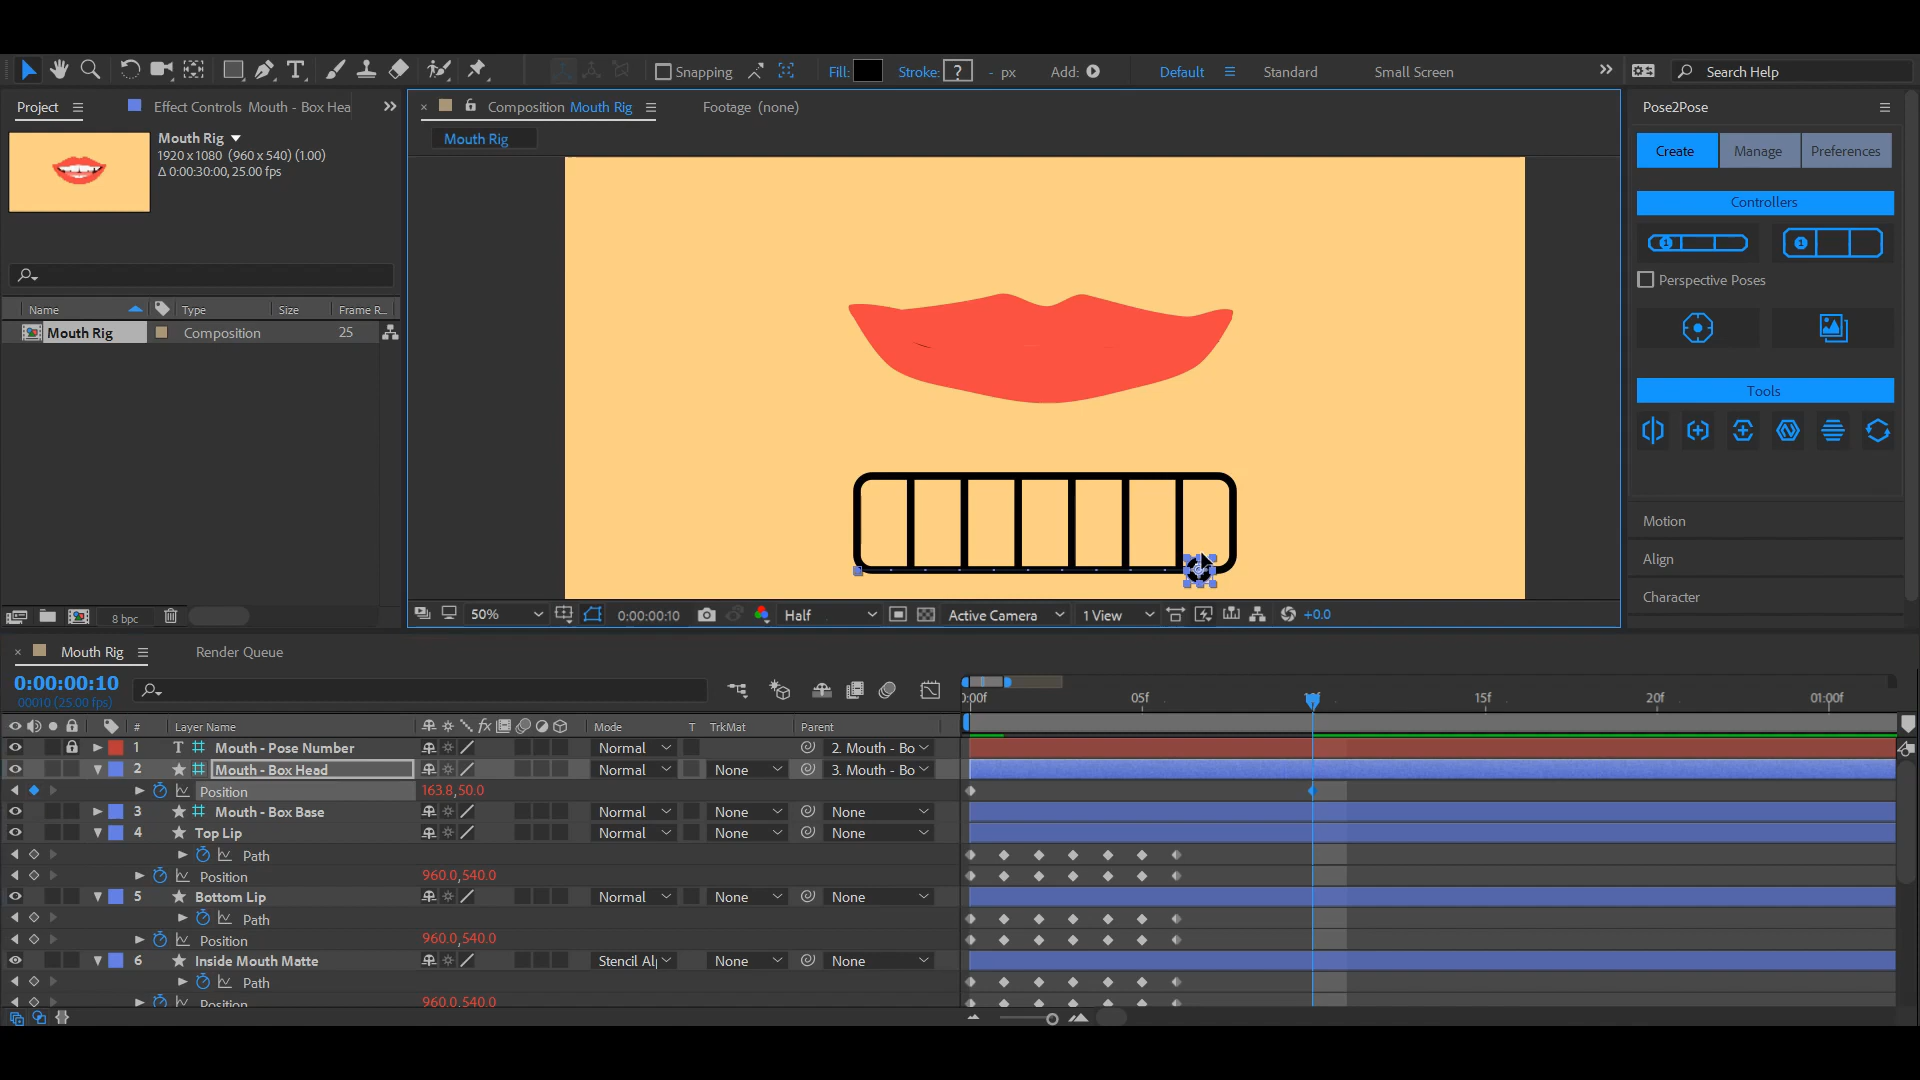 Snapping
Fill:
Stroke: ? - px
Add:
Default
Standard
Small Screen
Search Help
Project
Effect Controls Mouth - Box Hea
Composition Mouth Rig
Footage (none)
Pose2Pose
Mouth Rig
1920 x 1080 (960 x 540) (1.00)
Δ 0:00:30:00, 25.00 fps
Mouth Rig
Create
Manage
Preferences
Controllers
1
1
Perspective Poses
Name
Type
Size
Frame R...
Mouth Rig
Composition
25
Tools
Motion
Align
Character
8 bpc
50%
0:00:00:10
Half
Active Camera
1 View
+0.0
Mouth Rig
Render Queue
0:00:00:10
00010 (25.00 fps)
05f
15f
20f
01:00f
#
Layer Name
fx
Mode
T
TrkMat
Parent
1 T Mouth - Pose Number Normal 2. Mouth - Bo
2 Mouth - Box Head Normal None 3. Mouth - Bo
Position 163.8,50.0
3 Mouth - Box Base Normal None None
4 Top Lip Normal None None
Path
Position 960.0,540.0
5 Bottom Lip Normal None None
Path
Position 960.0,540.0
6 Inside Mouth Matte Stencil Al None None
Path
Position 960.0,540.0